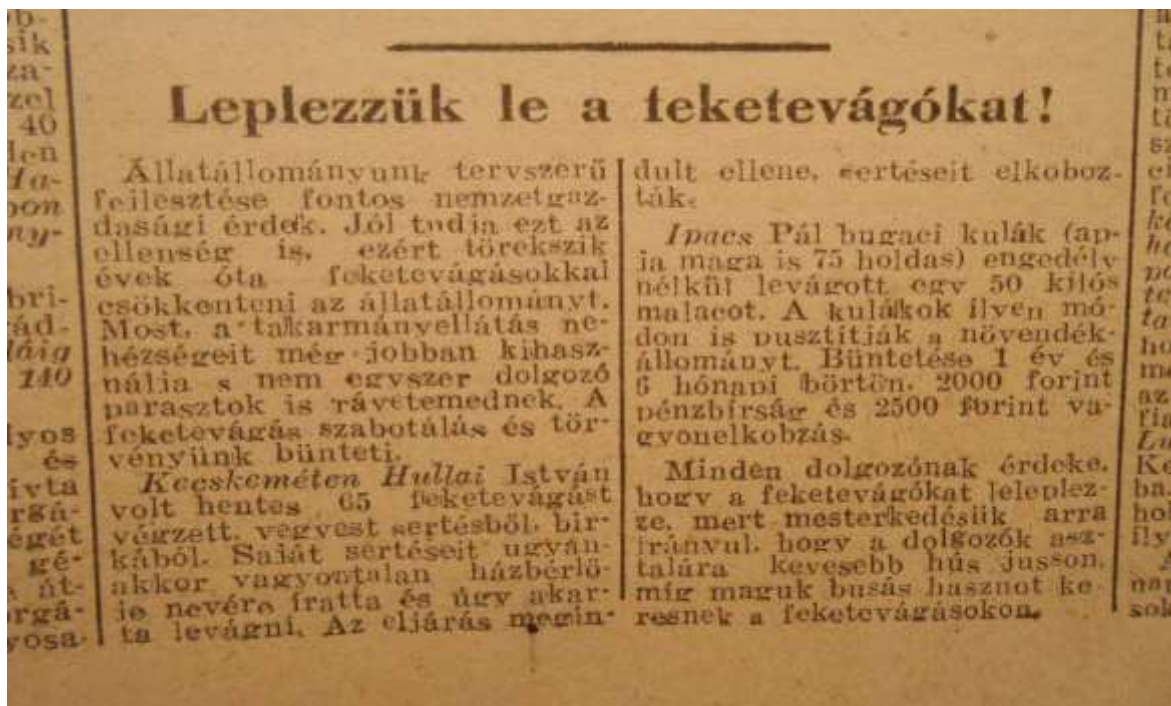 Leplezzük le a feketevágókat!
Állatállományunk tervszerű
fejlesztése fontos nemzetgaz-
dasági érdek. Jól tudja ezt az
ellenség is, ezért törekszik
évek óta feketevágásokkal
csökkenteni az állatállományt.
Most, a takarmányellátás ne-
hézségeit még jobban kihasz-
nálja s nem egyszer dolgozó
parasztok is rávetemednek. A
feketevágás szabotálás és tör-
vényünk bünteti.
Kecskeméten Hullai István
volt hentes 65 feketevágást
végzett, vegyest sertésből, bir-
kából. Saját sertéseit ugyan-
akkor vagyontalan házbérlő-
je nevére íratta és úgy akar-
ta levágni. Az eljárás megin-
dult ellene, sertéseit elkoboz-
ták.
Ipacs Pál bugaci kulák (ap-
ja maga is 75 holdas) engedély
nélkül levágott egy 50 kilós
malacot. A kulákok ilyen mó-
don is pusztítják a növendék-
állományt. Büntetése 1 év és
6 hónapi börtön, 2000 forint
pénzbírság és 2500 forint va-
gyonelkobzás.
Minden dolgozónak érdeke,
hogy a feketevágókat leleplez-
ze, mert mesterkedésük arra
irányul, hogy a dolgozók asz-
talára kevesebb hús jusson,
míg maguk busás hasznot ke-
resnek a feketevágásokon.